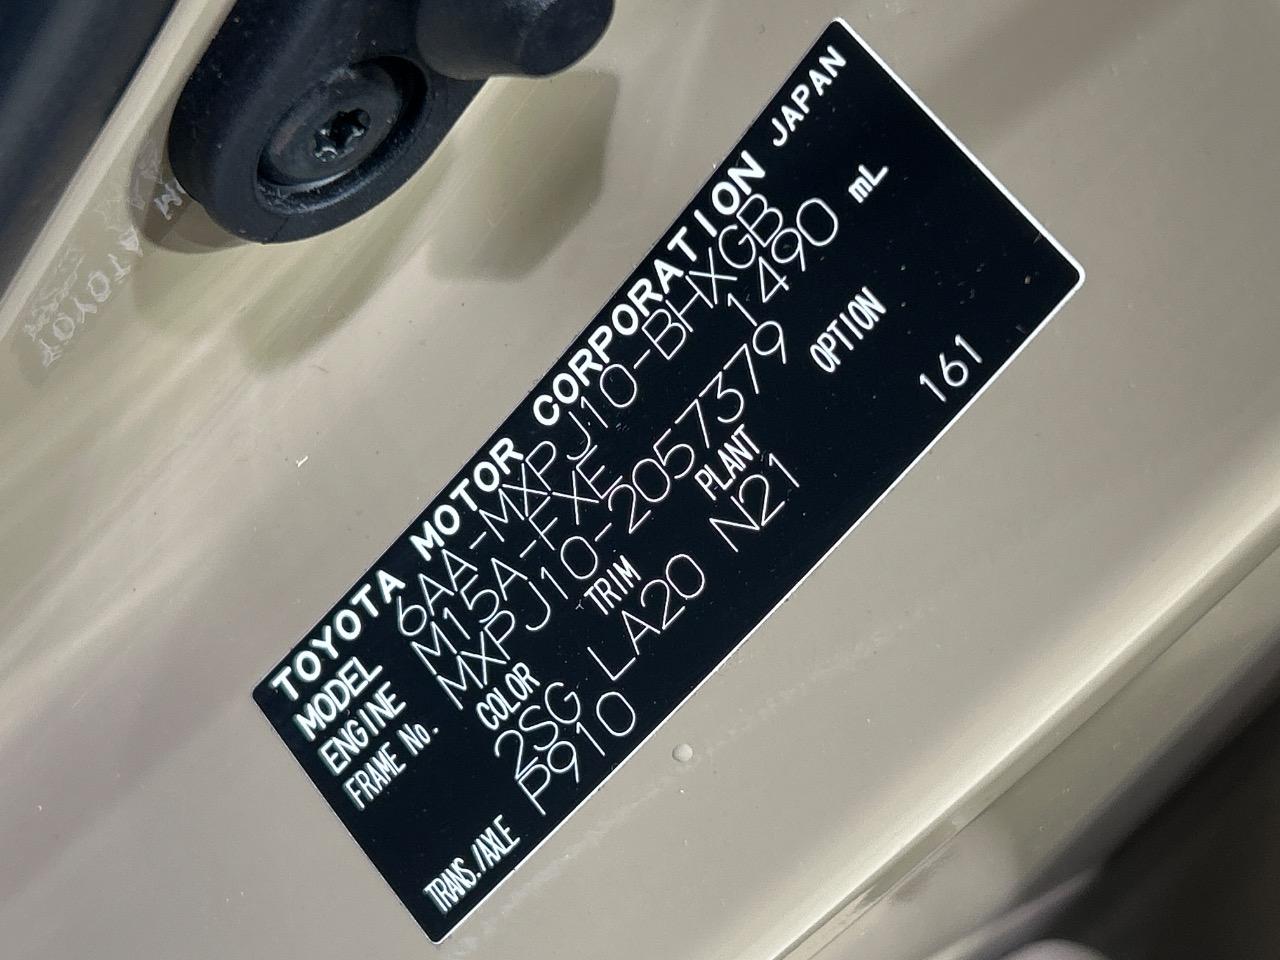 TOYOTA MOTOR CORPORATION JAPAN
MODEL 6AA-MXPJ10-BHXGB
ENGINE M15A-FXE 1490 mL
FRAME No. MXPJ10-2057379
COLOR TRIM PLANT OPTION
2SG LA20 N21 161
TRANS./AXLE P910